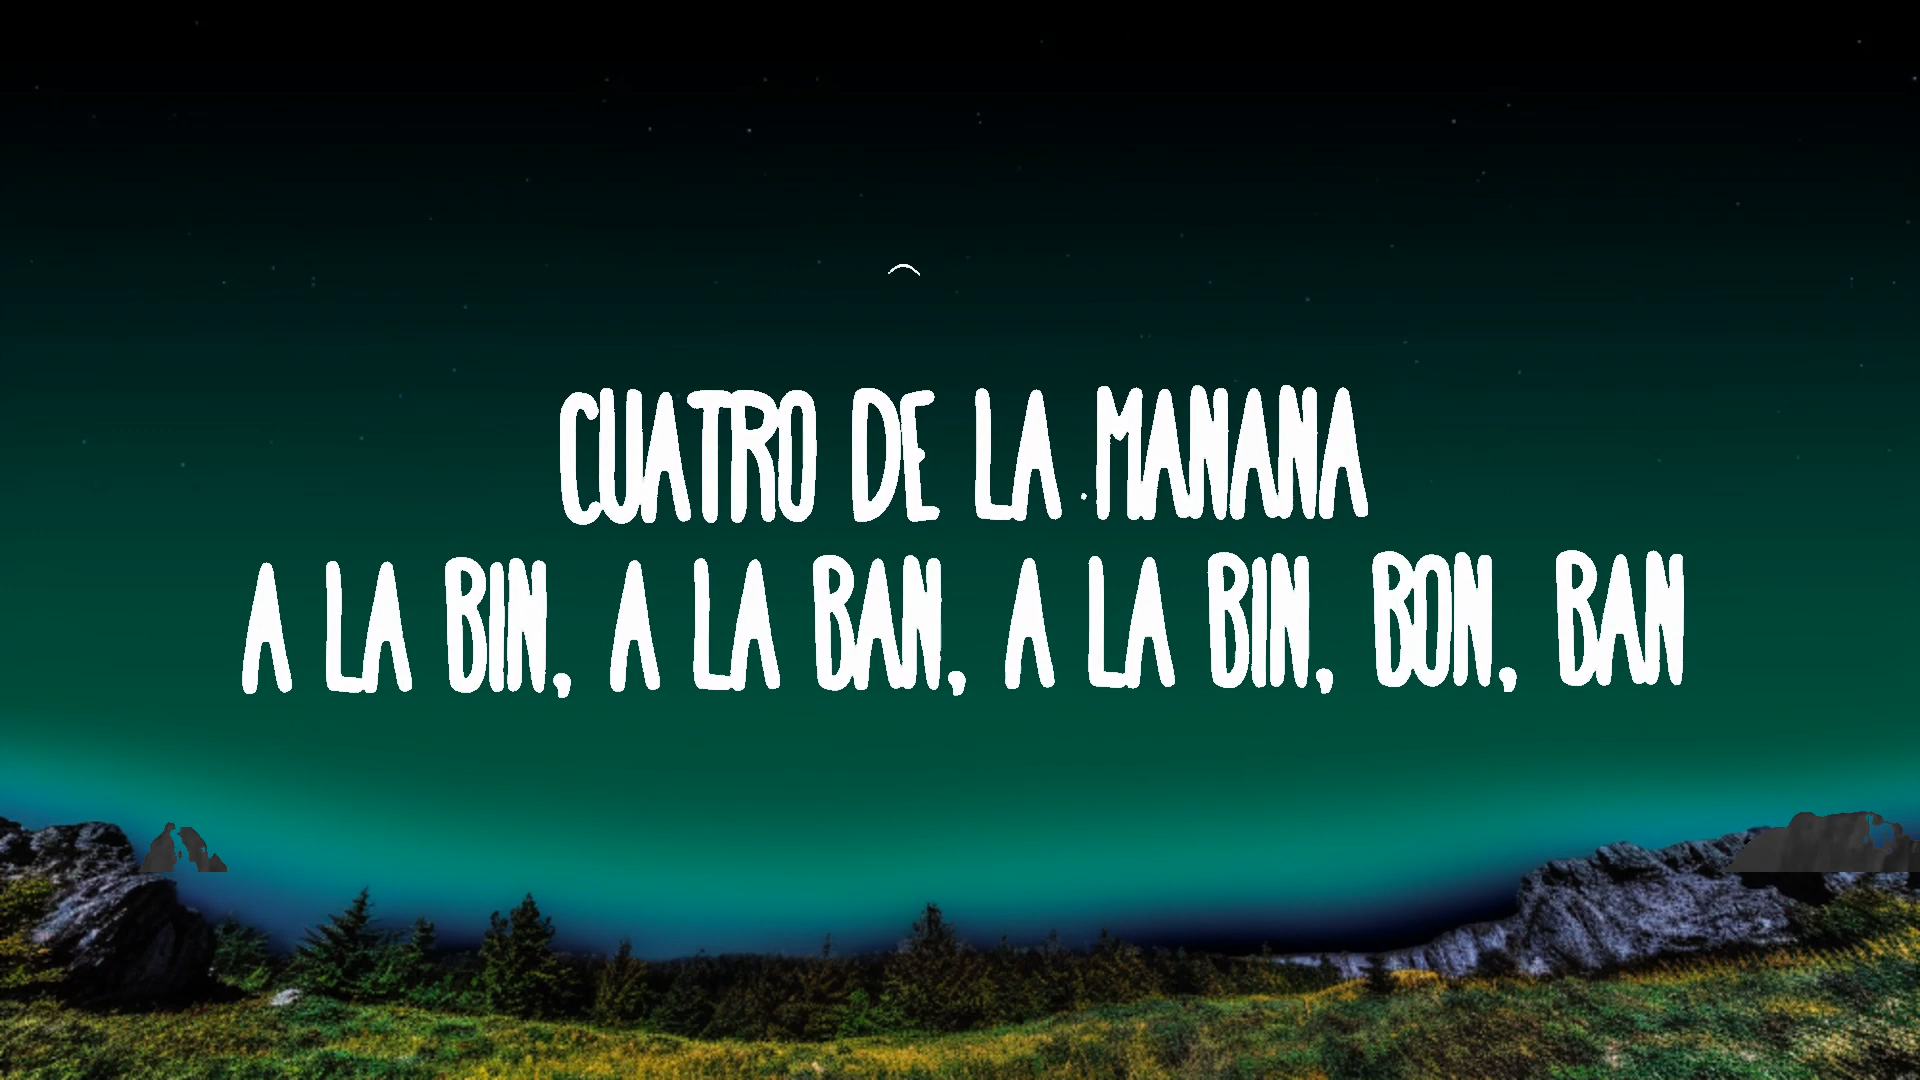 CUATRO DE LA MANANA
A LA BIN, A LA BAN, A LA BIN, BON, BAN